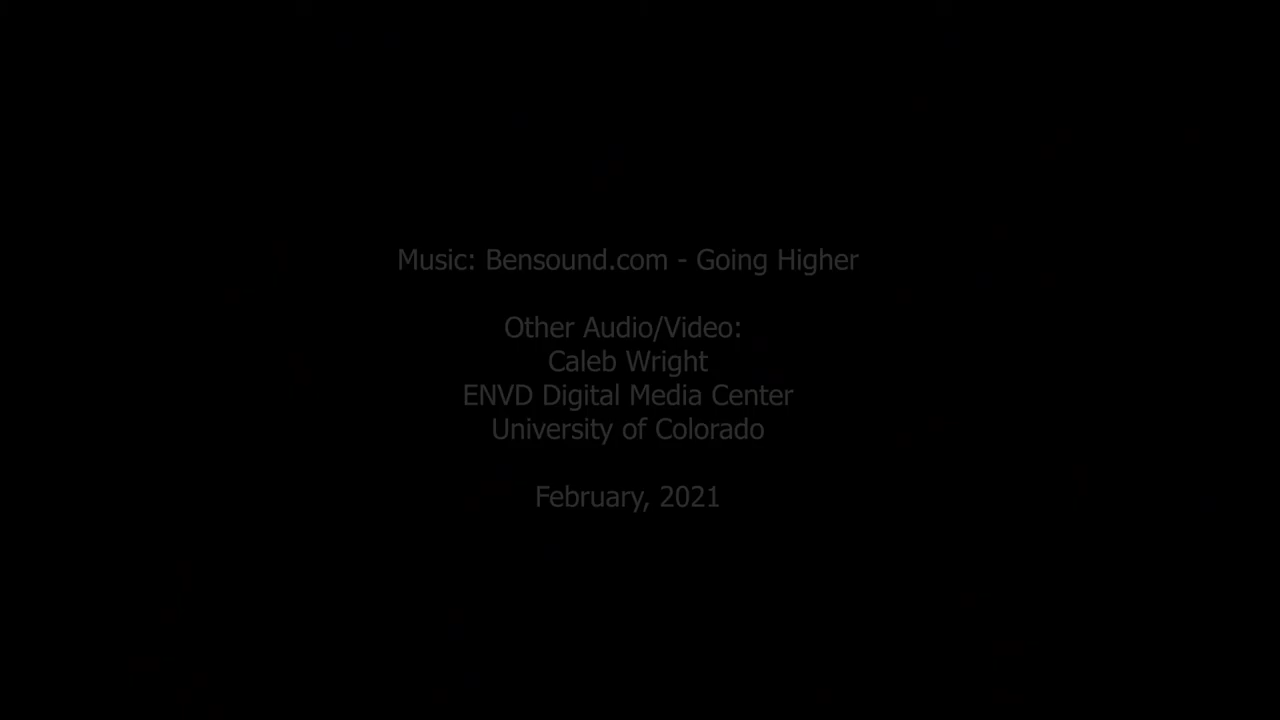 Music: Bensound.com - Going Higher
Other Audio/Video:
Caleb Wright
ENVD Digital Media Center
University of Colorado
February, 2021